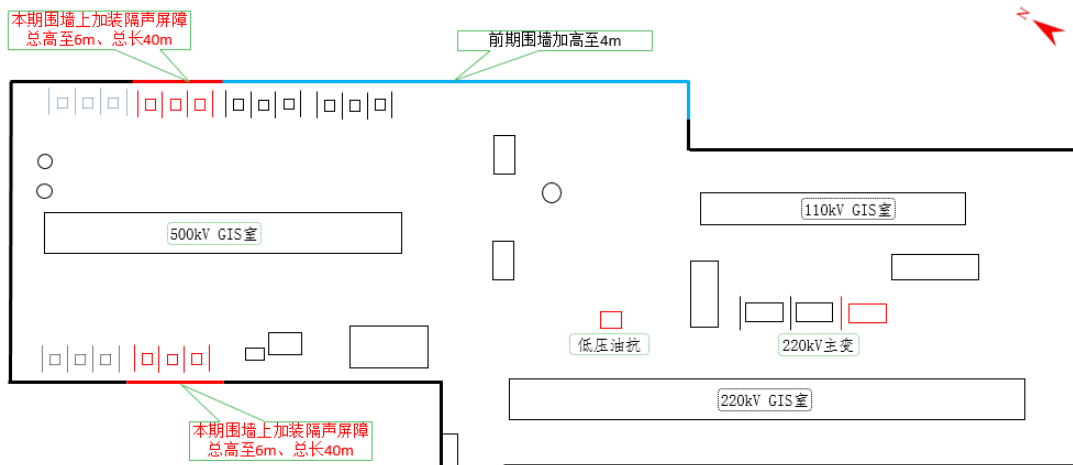 本期围墙上加装隔声屏障
总高至6m、总长40m
前期围墙加高至4m
N
500kV GIS室
110kV GIS室
低压油抗
220kV主变
220kV GIS室
本期围墙上加装隔声屏障
总高至6m、总长40m